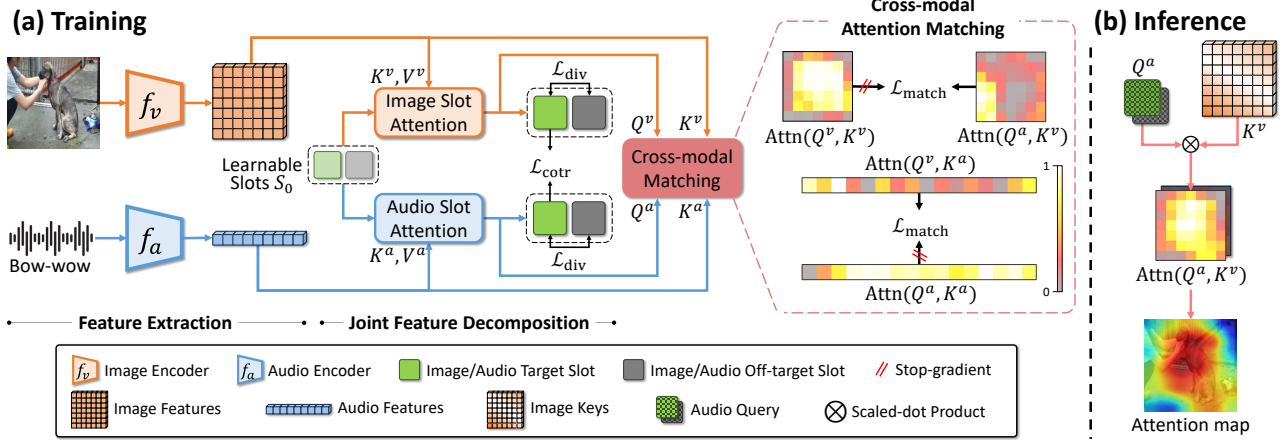 (a) Training
Cross-modal
Attention Matching
(b) Inference
f_v
K^v, V^v
Image Slot
Attention
L_div
Q^v
K^v
L_match
Attn(Q^v, K^v)
Attn(Q^a, K^v)
Q^a
K^v
Learnable
Slots S_0
L_cotr
Cross-modal
Matching
Attn(Q^v, K^a)
1
Bow-wow
f_a
Audio Slot
Attention
K^a, V^a
L_div
Q^a
K^a
L_match
Attn(Q^a, K^a)
0
Attn(Q^a, K^v)
Feature Extraction
Joint Feature Decomposition
f_v Image Encoder
f_a Audio Encoder
Image/Audio Target Slot
Image/Audio Off-target Slot
Stop-gradient
Image Features
Audio Features
Image Keys
Audio Query
Scaled-dot Product
Attention map